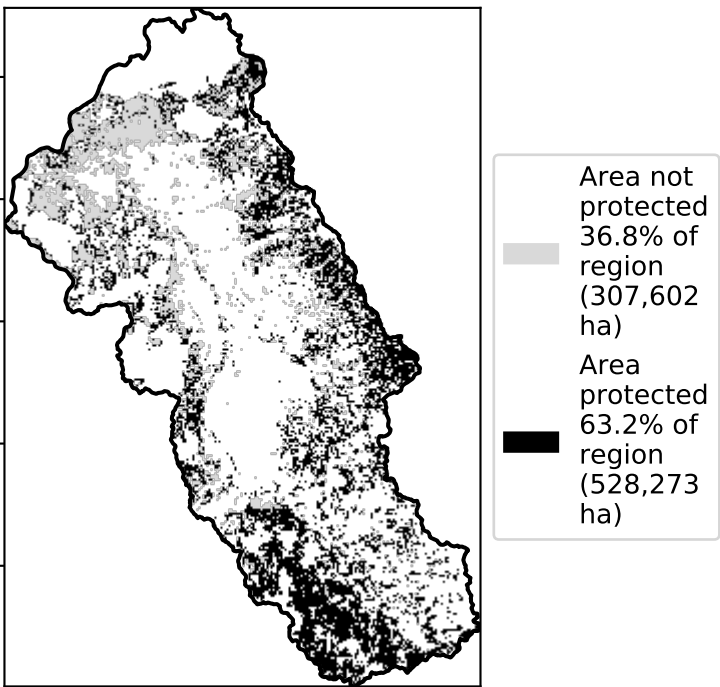 Area not
protected
36.8% of
region
(307,602
ha)
Area
protected
63.2% of
region
(528,273
ha)